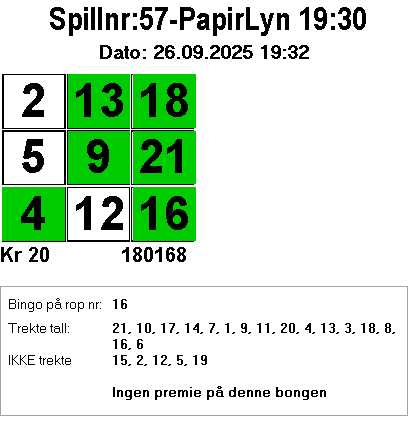 Spillnr:57-PapirLyn 19:30
Dato: 26.09.2025 19:32
2 13 18
5 9 21
4 12 16
Kr 20 180168
Bingo på rop nr: 16
Trekte tall: 21, 10, 17, 14, 7, 1, 9, 11, 20, 4, 13, 3, 18, 8,
16, 6
IKKE trekte 15, 2, 12, 5, 19
Ingen premie på denne bongen